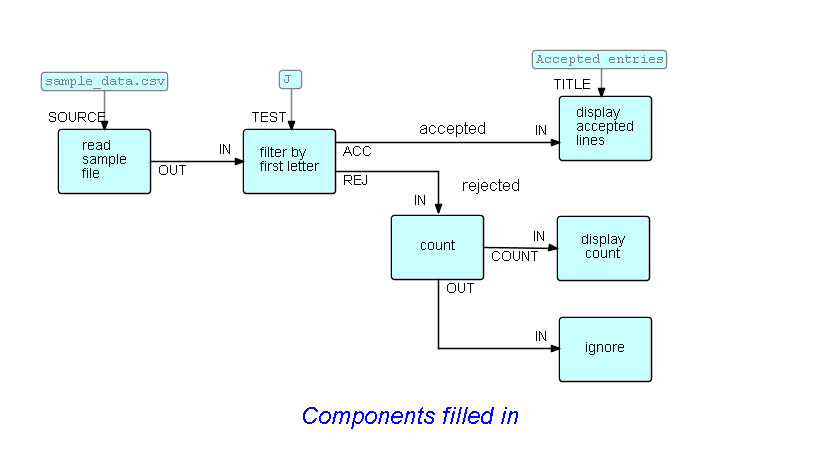 Accepted entries
sample_data.csv
J
TITLE
SOURCE
TEST
display
accepted
lines
accepted
IN
read
sample
file
IN
filter by
first letter
ACC
OUT
REJ
rejected
IN
count
IN
display
count
COUNT
OUT
IN
ignore
Components filled in